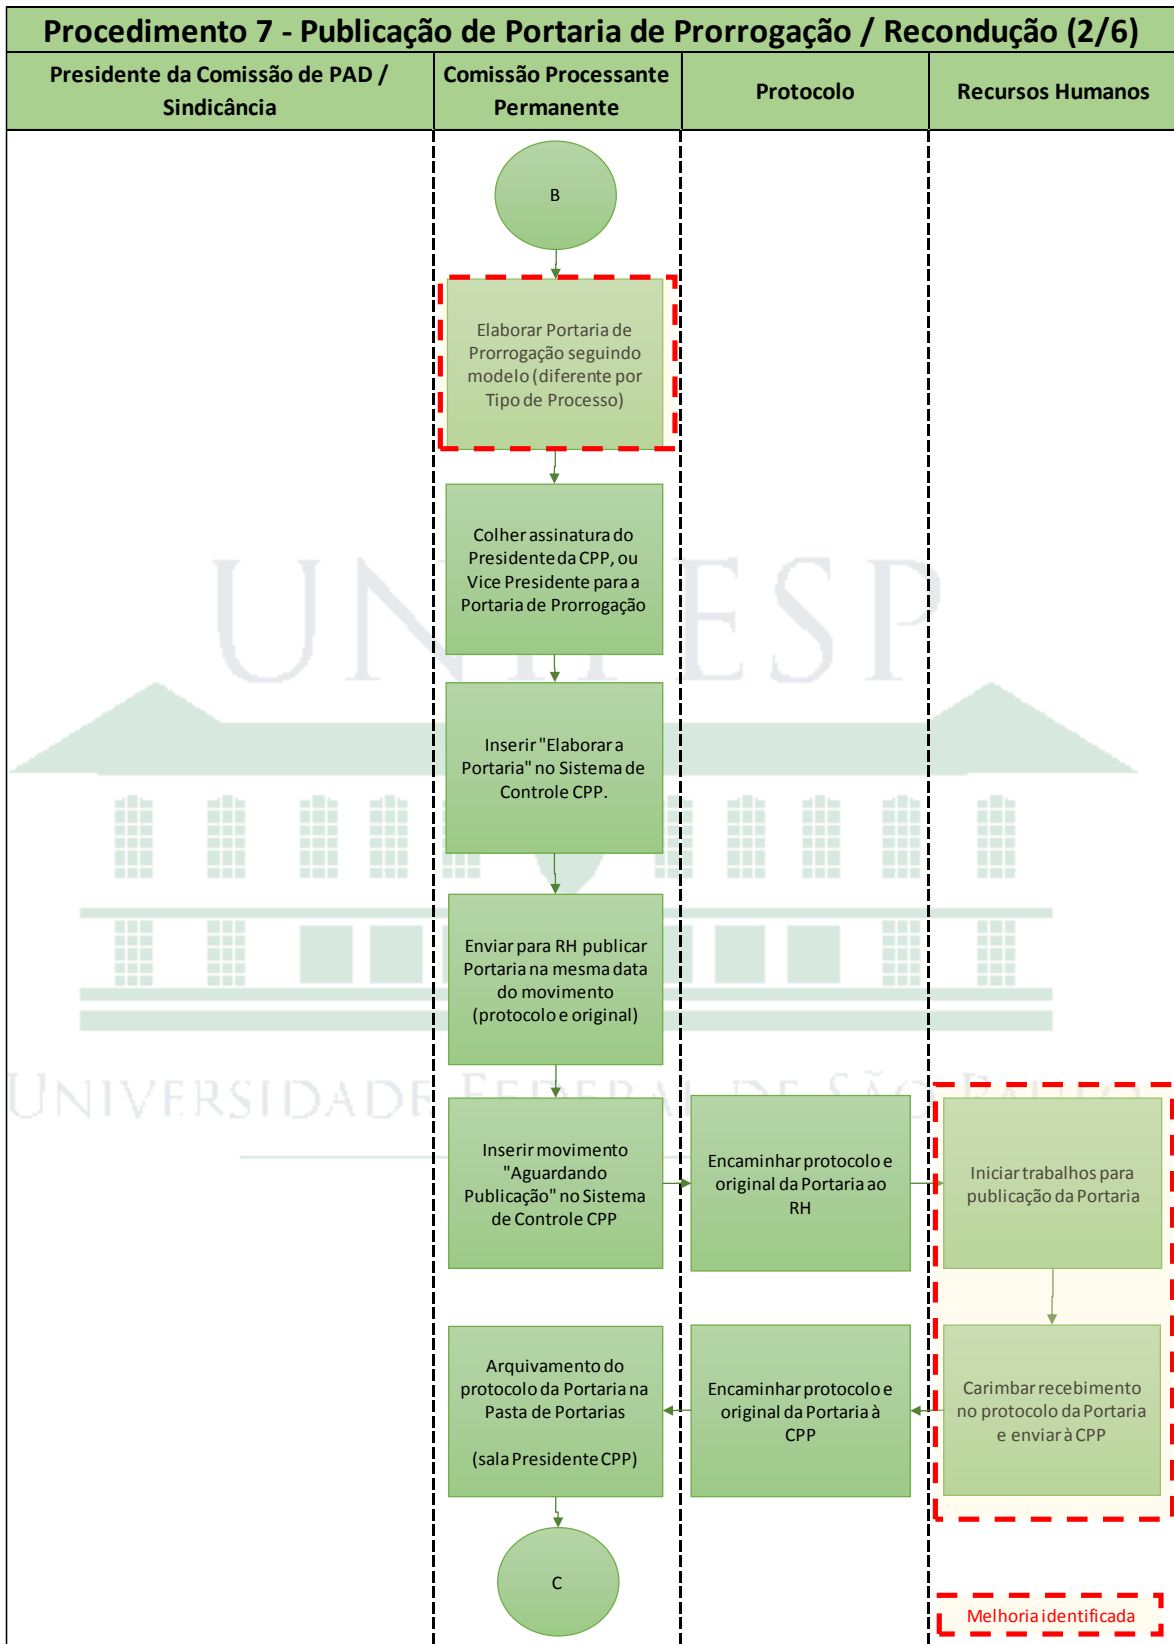 Procedimento 7 - Publicação de Portaria de Prorrogação / Recondução (2/6)
Presidente da Comissão de PAD /
Sindicância
Comissão Processante
Permanente
Protocolo
Recursos Humanos
B
Elaborar Portaria de
Prorrogação seguindo
modelo (diferente por
Tipo de Processo)
Colher assinatura do
Presidente da CPP, ou
Vice Presidente para a
Portaria de Prorrogação
UNIFESP
Inserir "Elaborar a
Portaria" no Sistema de
Controle CPP.
Enviar para RH publicar
Portaria na mesma data
do movimento
(protocolo e original)
UNIVERSIDADE FEDERAL DE SÃO PAULO
Inserir movimento
"Aguardando
Publicação" no Sistema
de Controle CPP
Encaminhar protocolo e
original da Portaria ao
RH
Iniciar trabalhos para
publicação da Portaria
Arquivamento do
protocolo da Portaria na
Pasta de Portarias
(sala Presidente CPP)
Encaminhar protocolo e
original da Portaria à
CPP
Carimbar recebimento
no protocolo da Portaria
e enviar à CPP
C
Melhoria identificada